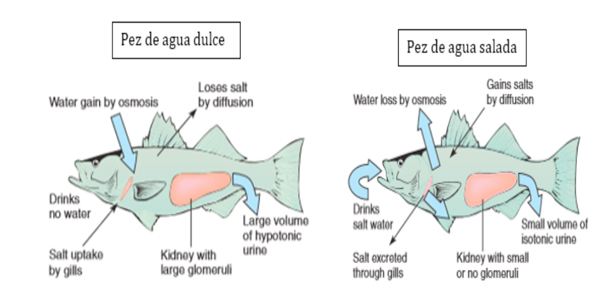 Pez de agua dulce
Water gain by osmosis
Loses salt
by diffusion
Drinks
no water
Salt uptake
by gills
Kidney with
large glomeruli
Large volume
of hypotonic
urine
Pez de agua salada
Water loss by osmosis
Gains salts
by diffusion
Drinks
salt water
Salt excreted
through gills
Kidney with small
or no glomeruli
Small volume of
isotonic urine